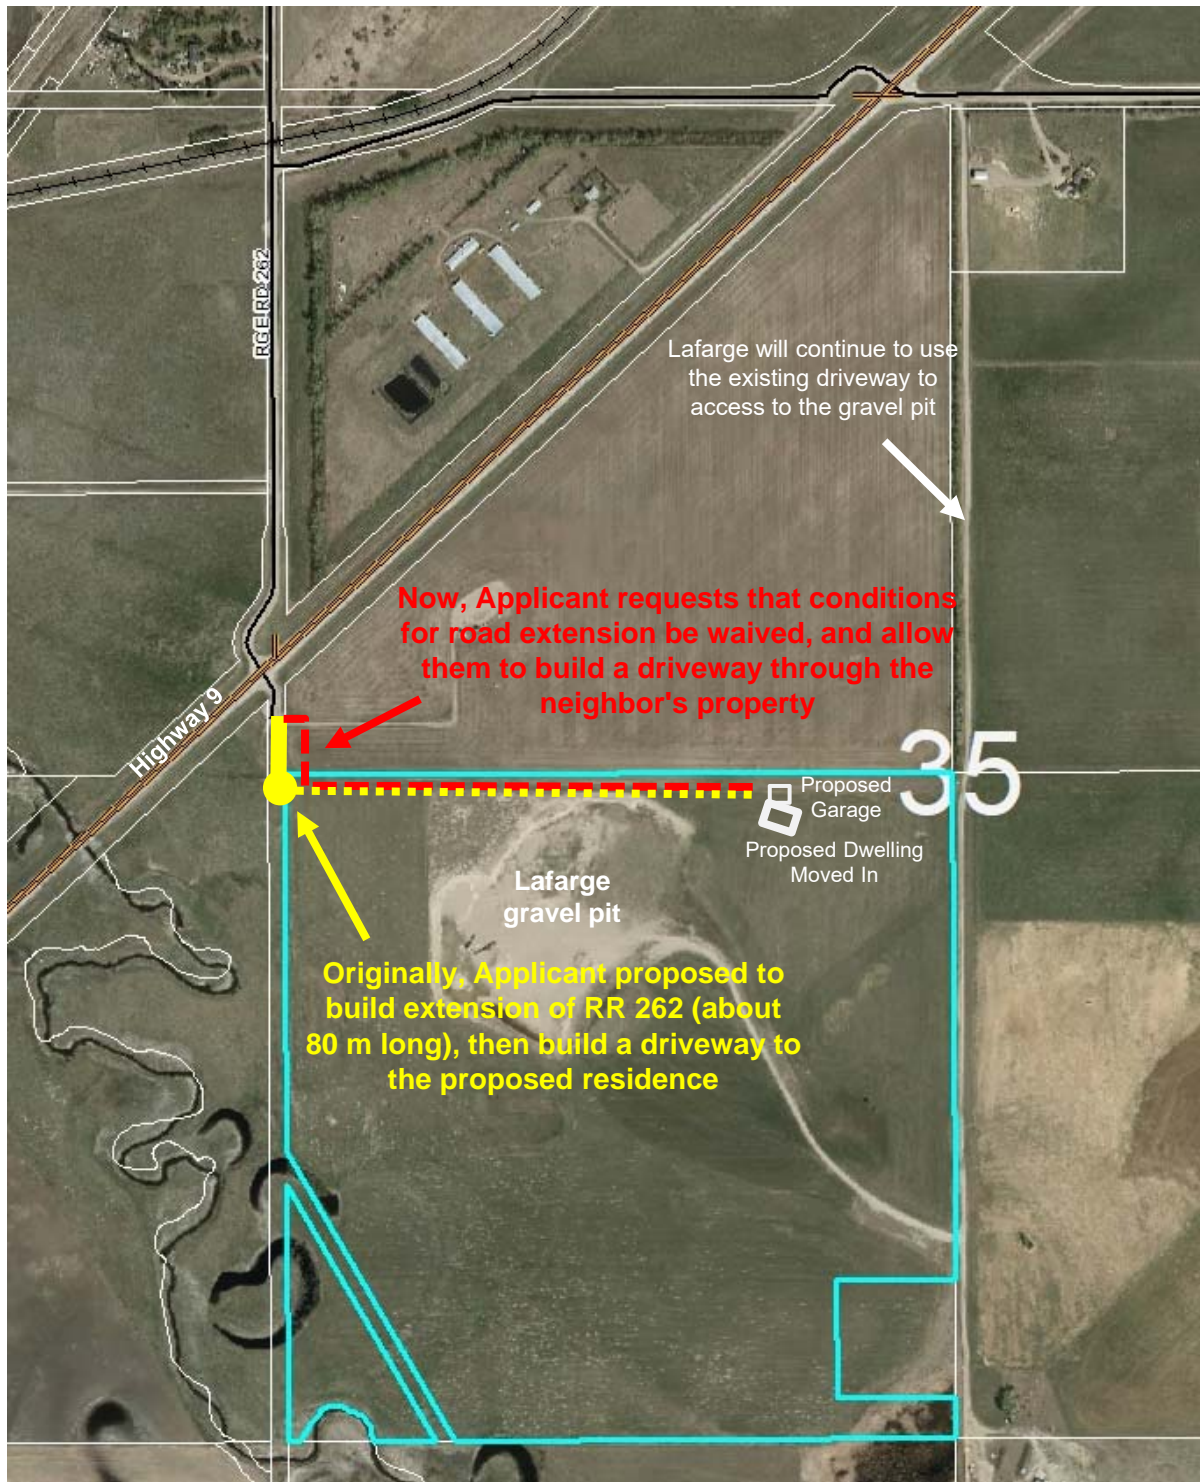 RGE RD 262
Lafarge will continue to use
the existing driveway to
access to the gravel pit
Now, Applicant requests that conditions
for road extension be waived, and allow
them to build a driveway through the
neighbor's property
Highway 9
35
Proposed
Garage
Proposed Dwelling
Moved In
Lafarge
gravel pit
Originally, Applicant proposed to
build extension of RR 262 (about
80 m long), then build a driveway to
the proposed residence